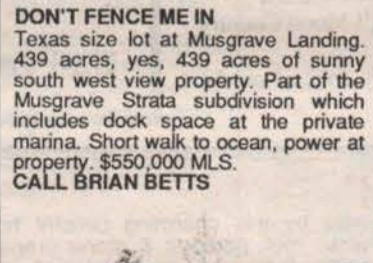 DON'T FENCE ME IN
Texas size lot at Musgrave Landing.
439 acres, yes, 439 acres of sunny
south west view property. Part of the
Musgrave Strata subdivision which
includes dock space at the private
marina. Short walk to ocean, power at
property. $550,000 MLS.
CALL BRIAN BETTS